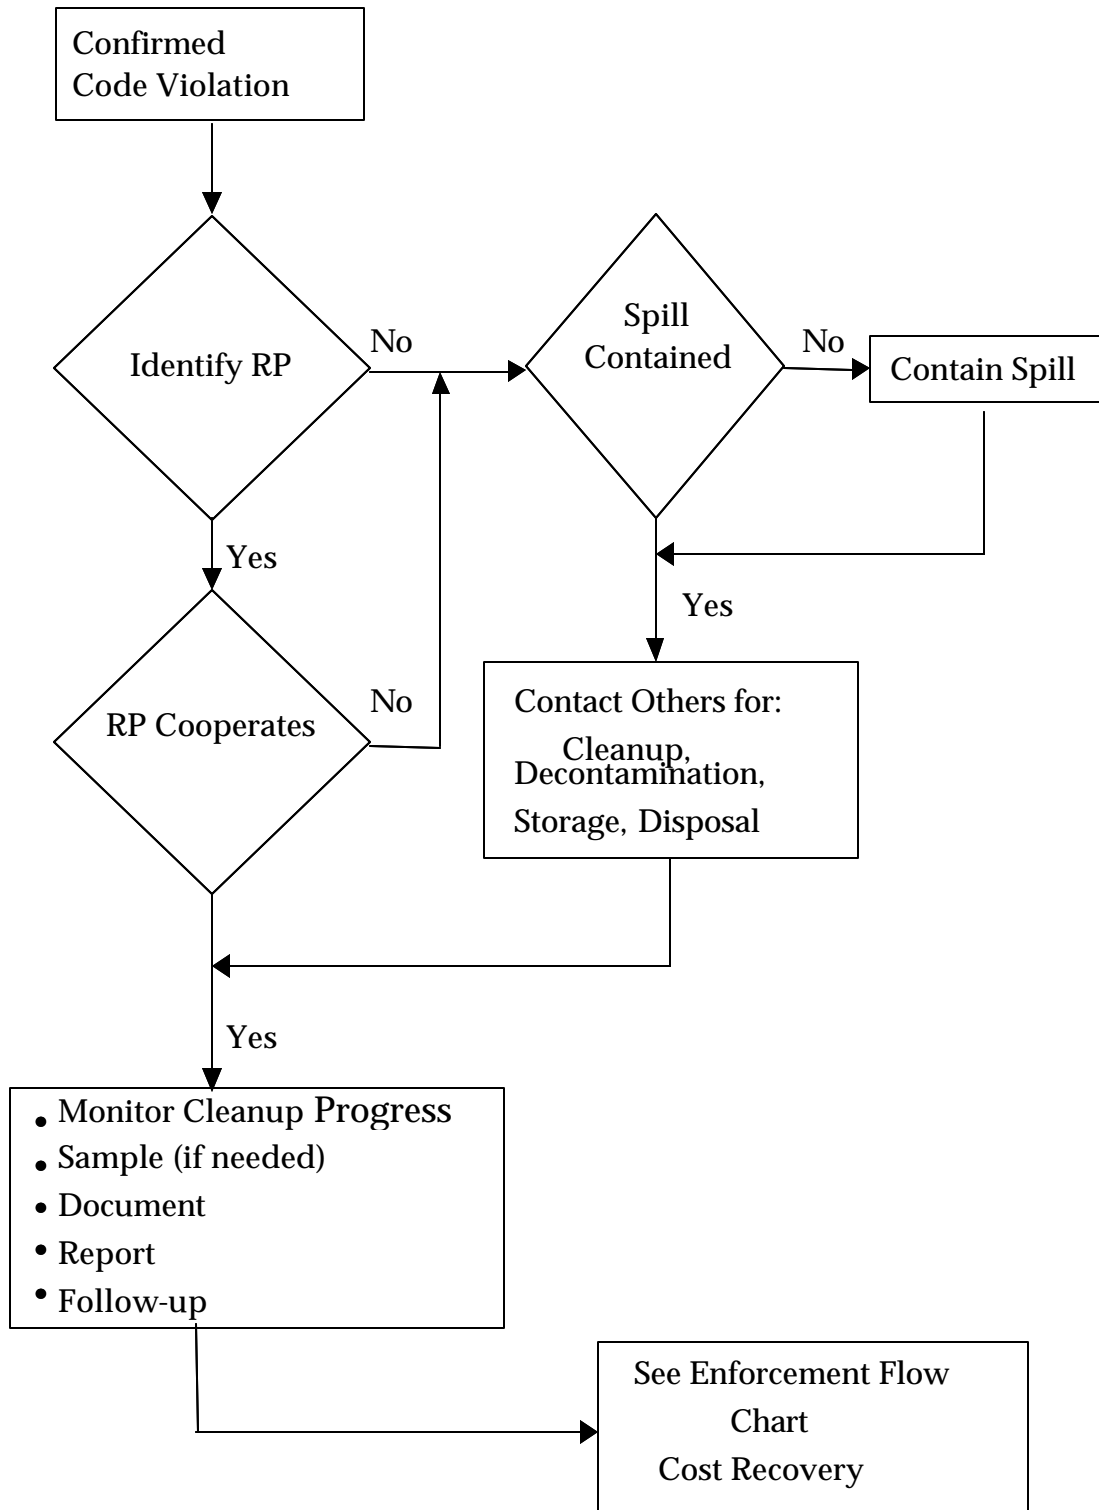 Confirmed
Code Violation
Identify RP
No
Spill
Contained
No
Contain Spill
Yes
Yes
RP Cooperates
No
Contact Others for:
Cleanup,
Decontamination,
Storage, Disposal
Yes
• Monitor Cleanup Progress
• Sample (if needed)
• Document
• Report
• Follow-up
See Enforcement Flow
Chart
Cost Recovery